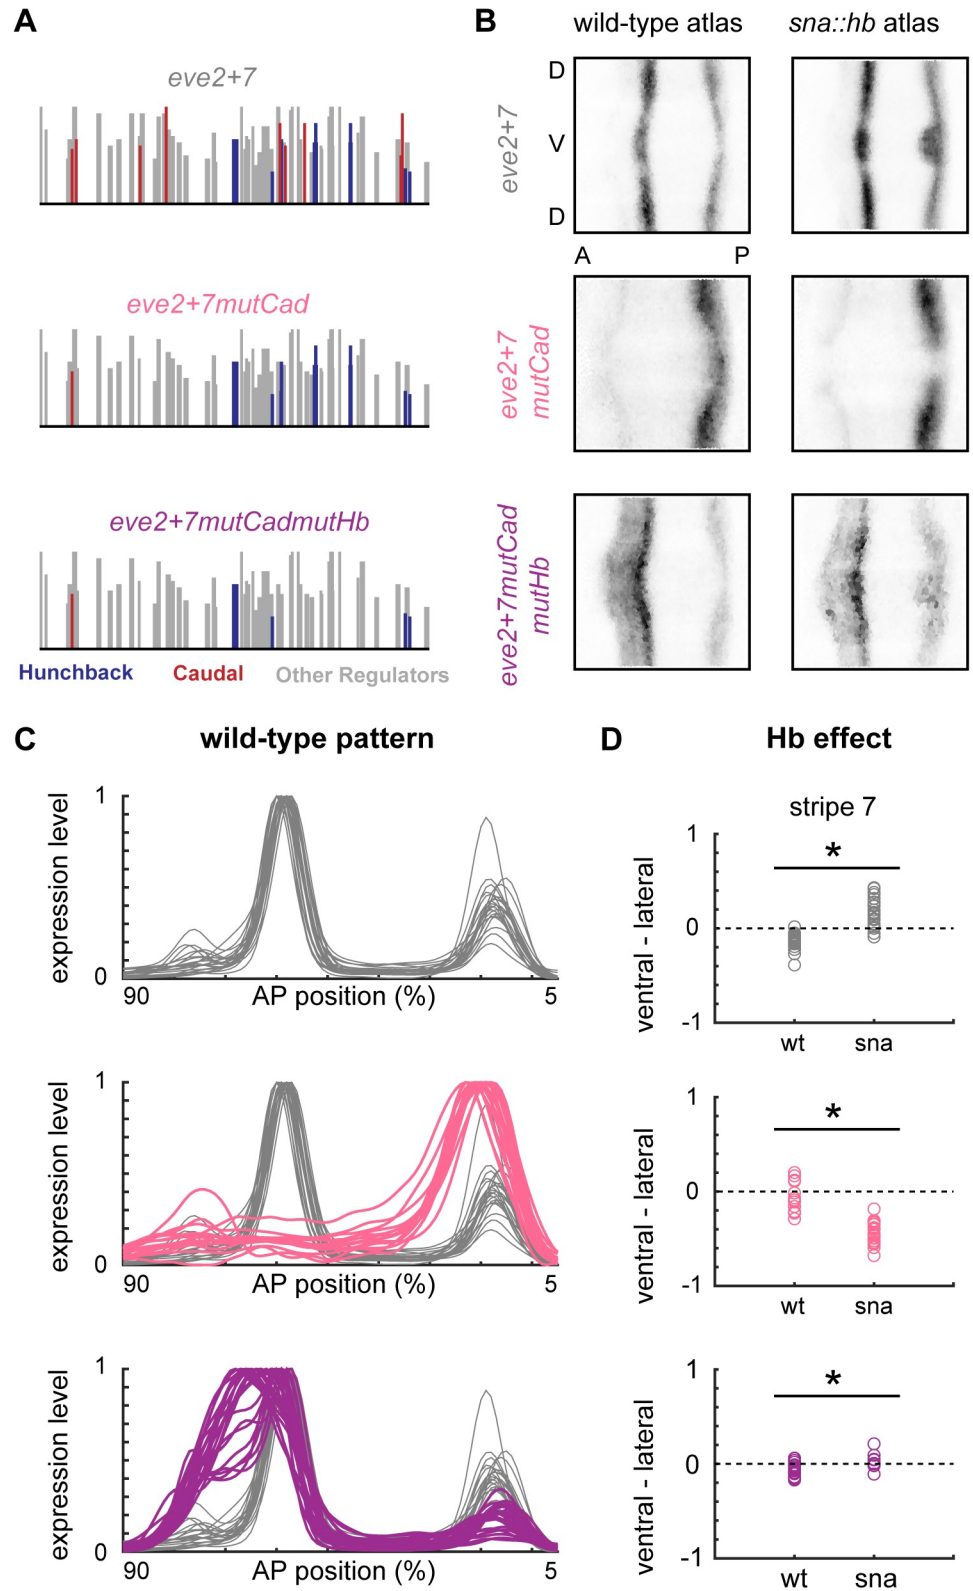 A
eve2+7
eve2+7mutCad
eve2+7mutCadmutHb
Hunchback Caudal Other Regulators
B
wild-type atlas sna::hb atlas
eve2+7
D
V
D
A P
eve2+7
mutCad
eve2+7mutCad
mutHb
C
wild-type pattern
expression level
1
0
90 AP position (%) 5
expression level
1
0
90 AP position (%) 5
expression level
1
0
90 AP position (%) 5
D
Hb effect
stripe 7
ventral - lateral
1
*
0
-1
wt sna
ventral - lateral
1
*
0
-1
wt sna
ventral - lateral
1
*
0
-1
wt sna